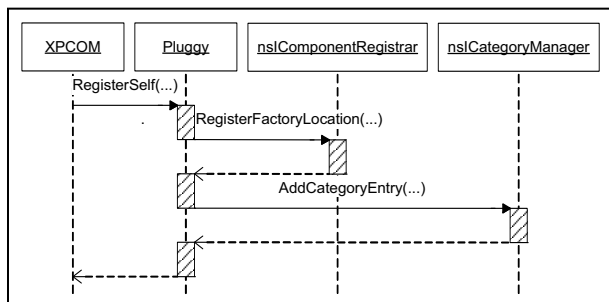 XPCOM
Pluggy
nsIComponentRegistrar
nsICategoryManager
RegisterSelf(...)
RegisterFactoryLocation(...)
AddCategoryEntry(...)